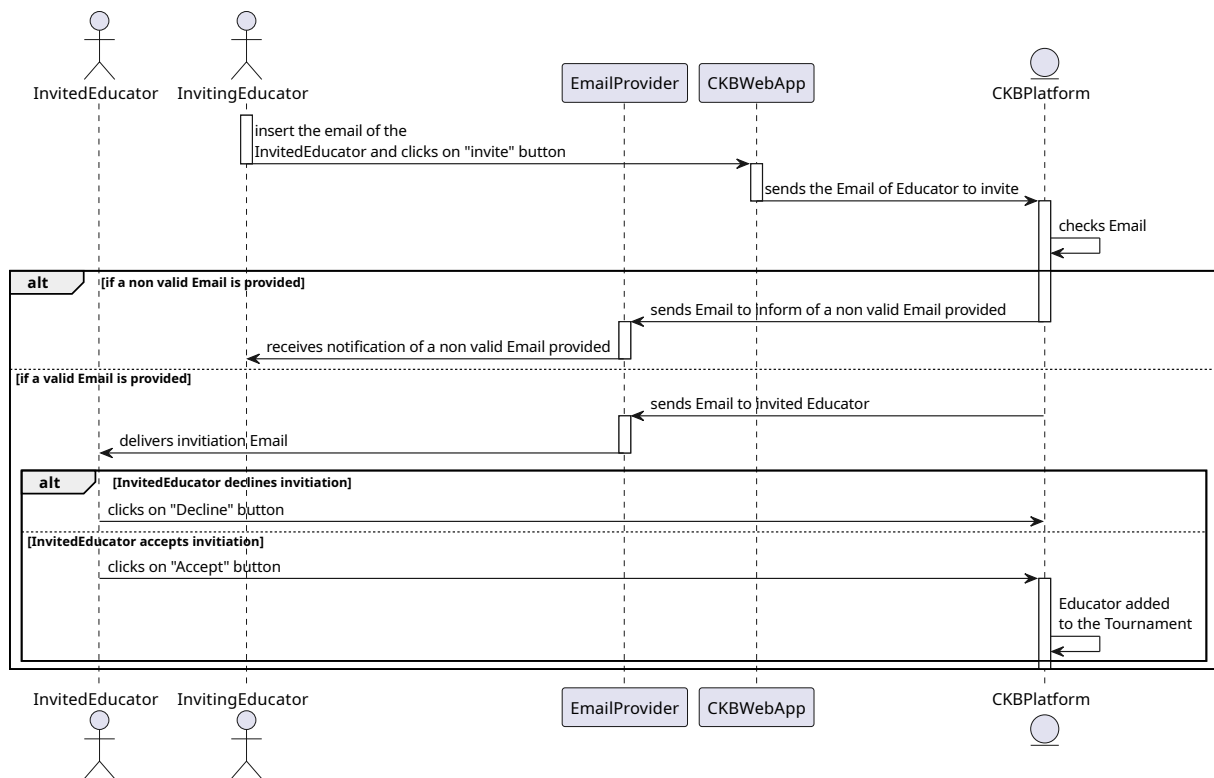 InvitedEducator
InvitingEducator
EmailProvider
CKBWebApp
CKBPlatform
insert the email of the
InvitedEducator and clicks on "invite" button
sends the Email of Educator to invite
checks Email
alt
[if a non valid Email is provided]
sends Email to inform of a non valid Email provided
receives notification of a non valid Email provided
[if a valid Email is provided]
sends Email to invited Educator
delivers invitiation Email
alt
[InvitedEducator declines invitiation]
clicks on "Decline" button
[InvitedEducator accepts invitiation]
clicks on "Accept" button
Educator added
to the Tournament
InvitedEducator
InvitingEducator
EmailProvider
CKBWebApp
CKBPlatform